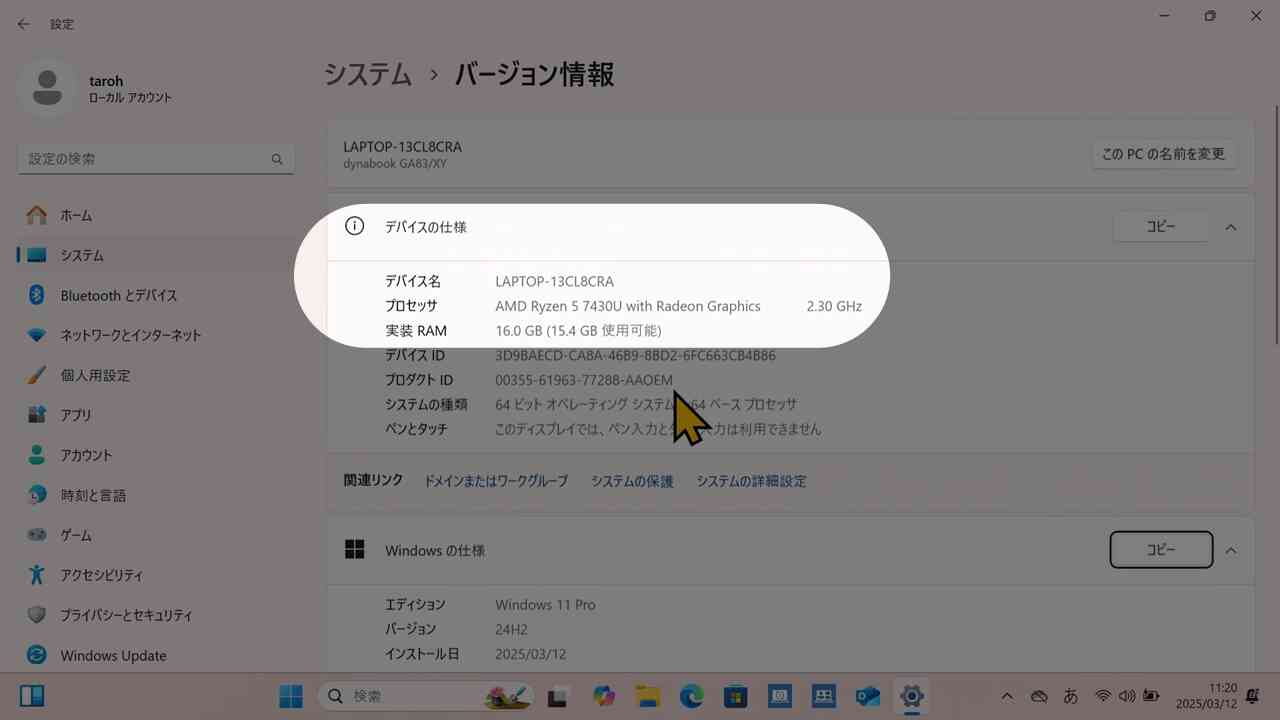 設定
taroh
ローカル アカウント
設定の検索
ホーム
システム
Bluetooth とデバイス
ネットワークとインターネット
個人用設定
アプリ
アカウント
時刻と言語
ゲーム
アクセシビリティ
プライバシーとセキュリティ
Windows Update
システム › バージョン情報
LAPTOP-13CL8CRA
dynabook GA83/XY
この PC の名前を変更
デバイスの仕様
コピー
デバイス名 LAPTOP-13CL8CRA
プロセッサ AMD Ryzen 5 7430U with Radeon Graphics 2.30 GHz
実装 RAM 16.0 GB (15.4 GB 使用可能)
デバイス ID 3D9BAECD-CA8A-46B9-8BD2-6FC663CB4B86
プロダクト ID 00355-61963-77288-AAOEM
システムの種類 64 ビット オペレーティング システム 64 ベース プロセッサ
ペンとタッチ このディスプレイでは、ペン入力と 入力は利用できません
関連リンク ドメインまたはワークグループ システムの保護 システムの詳細設定
Windows の仕様
コピー
エディション Windows 11 Pro
バージョン 24H2
インストール日 2025/03/12
検索
あ
11:20
2025/03/12